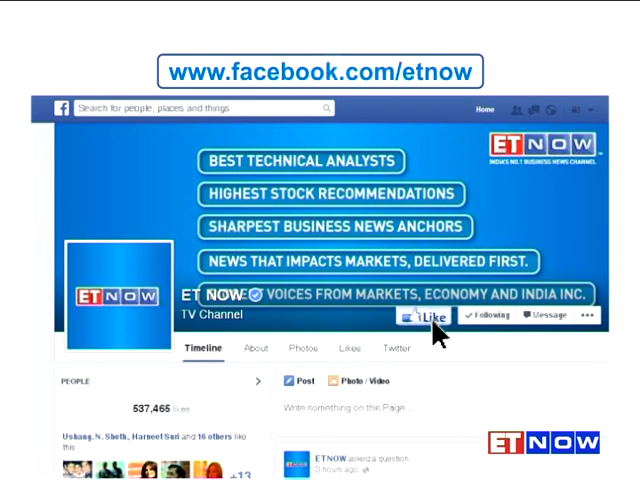 www.facebook.com/etnow
Search for people, places and things
Home
ET NOW
INDIA'S NO.1 BUSINESS NEWS CHANNEL
BEST TECHNICAL ANALYSTS
HIGHEST STOCK RECOMMENDATIONS
SHARPEST BUSINESS NEWS ANCHORS
NEWS THAT IMPACTS MARKETS, DELIVERED FIRST.
VOICES FROM MARKETS, ECONOMY AND INDIA INC.
ET NOW
ET NOW
TV Channel
Like
Following
Message
Timeline About Photos Likes Twitter
PEOPLE
537,465 likes
Ushang, N. Sheth, Harneet Suri and 16 others like
this
+13
Post Photo / Video
Write something on this Page...
ETNOW asked a question
3 hours ago
ET NOW